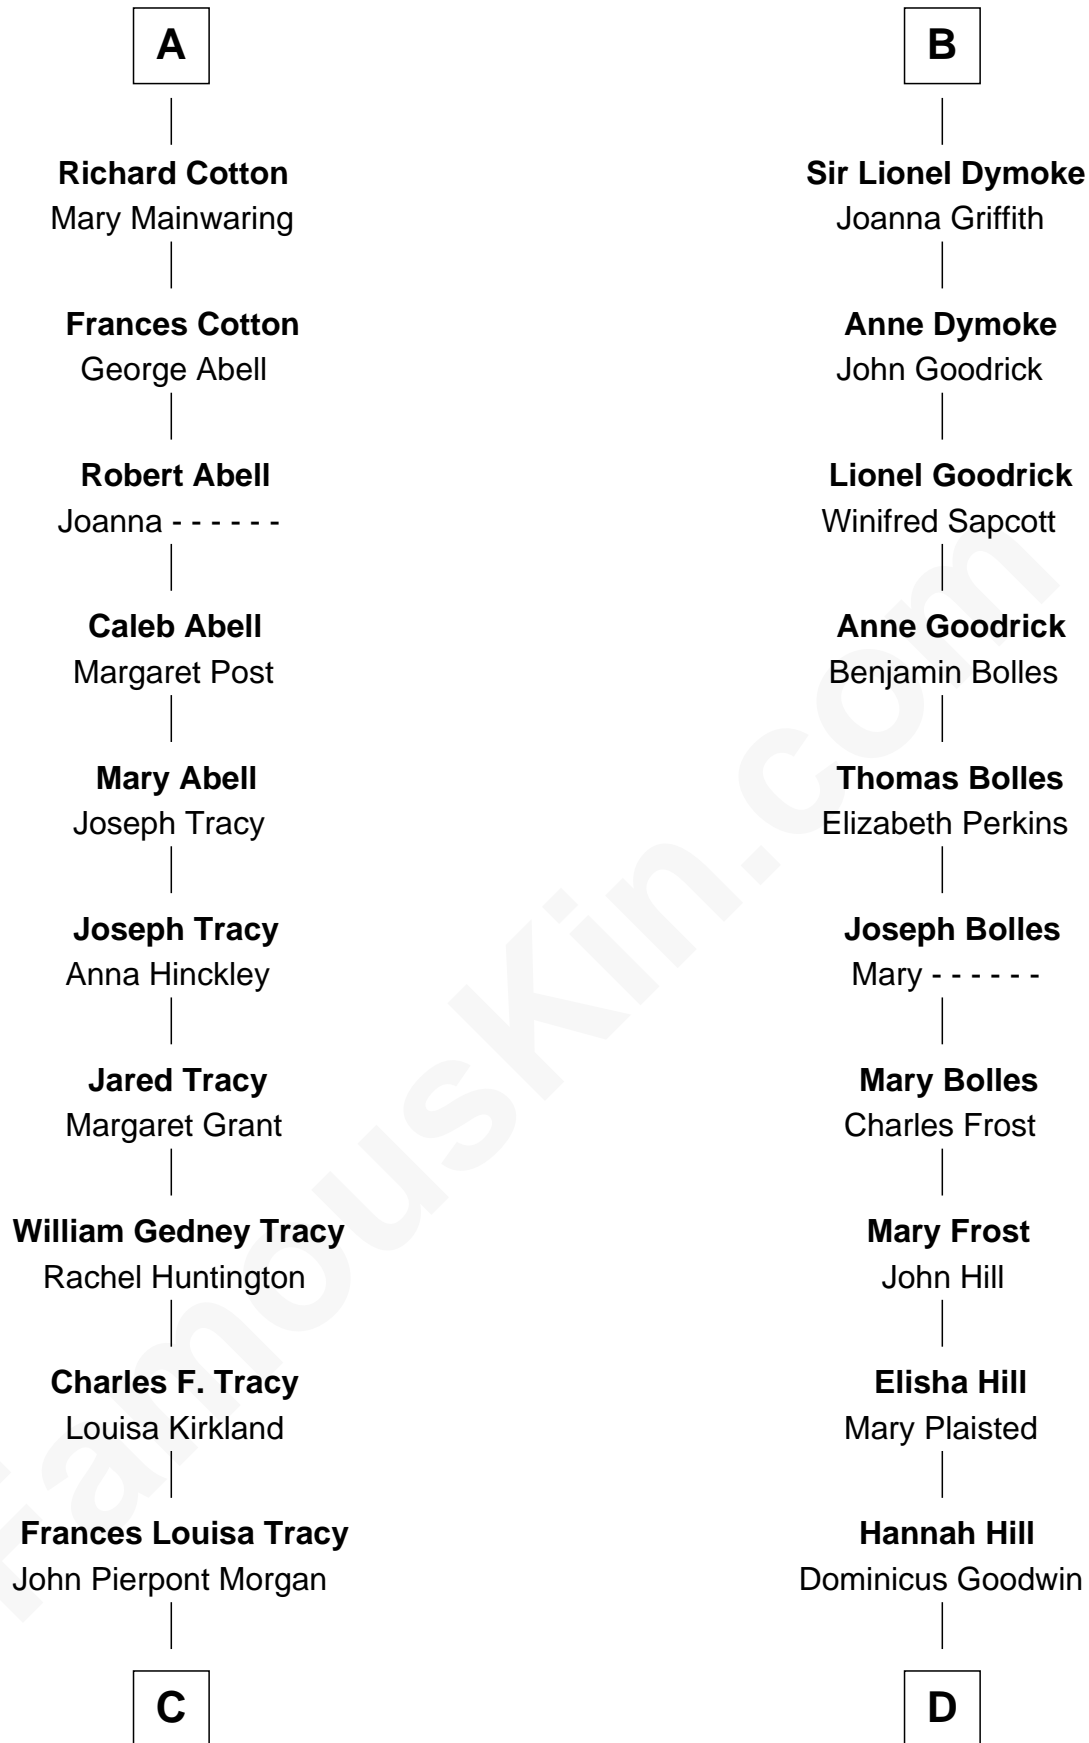 A
Richard Cotton
Mary Mainwaring
Frances Cotton
George Abell
Robert Abell
Joanna - - - - - -
Caleb Abell
Margaret Post
Mary Abell
Joseph Tracy
Joseph Tracy
Anna Hinckley
Jared Tracy
Margaret Grant
William Gedney Tracy
Rachel Huntington
Charles F. Tracy
Louisa Kirkland
Frances Louisa Tracy
John Pierpont Morgan
C
B
Sir Lionel Dymoke
Joanna Griffith
Anne Dymoke
John Goodrick
Lionel Goodrick
Winifred Sapcott
Anne Goodrick
Benjamin Bolles
Thomas Bolles
Elizabeth Perkins
Joseph Bolles
Mary - - - - - -
Mary Bolles
Charles Frost
Mary Frost
John Hill
Elisha Hill
Mary Plaisted
Hannah Hill
Dominicus Goodwin
D
FamousKin.com